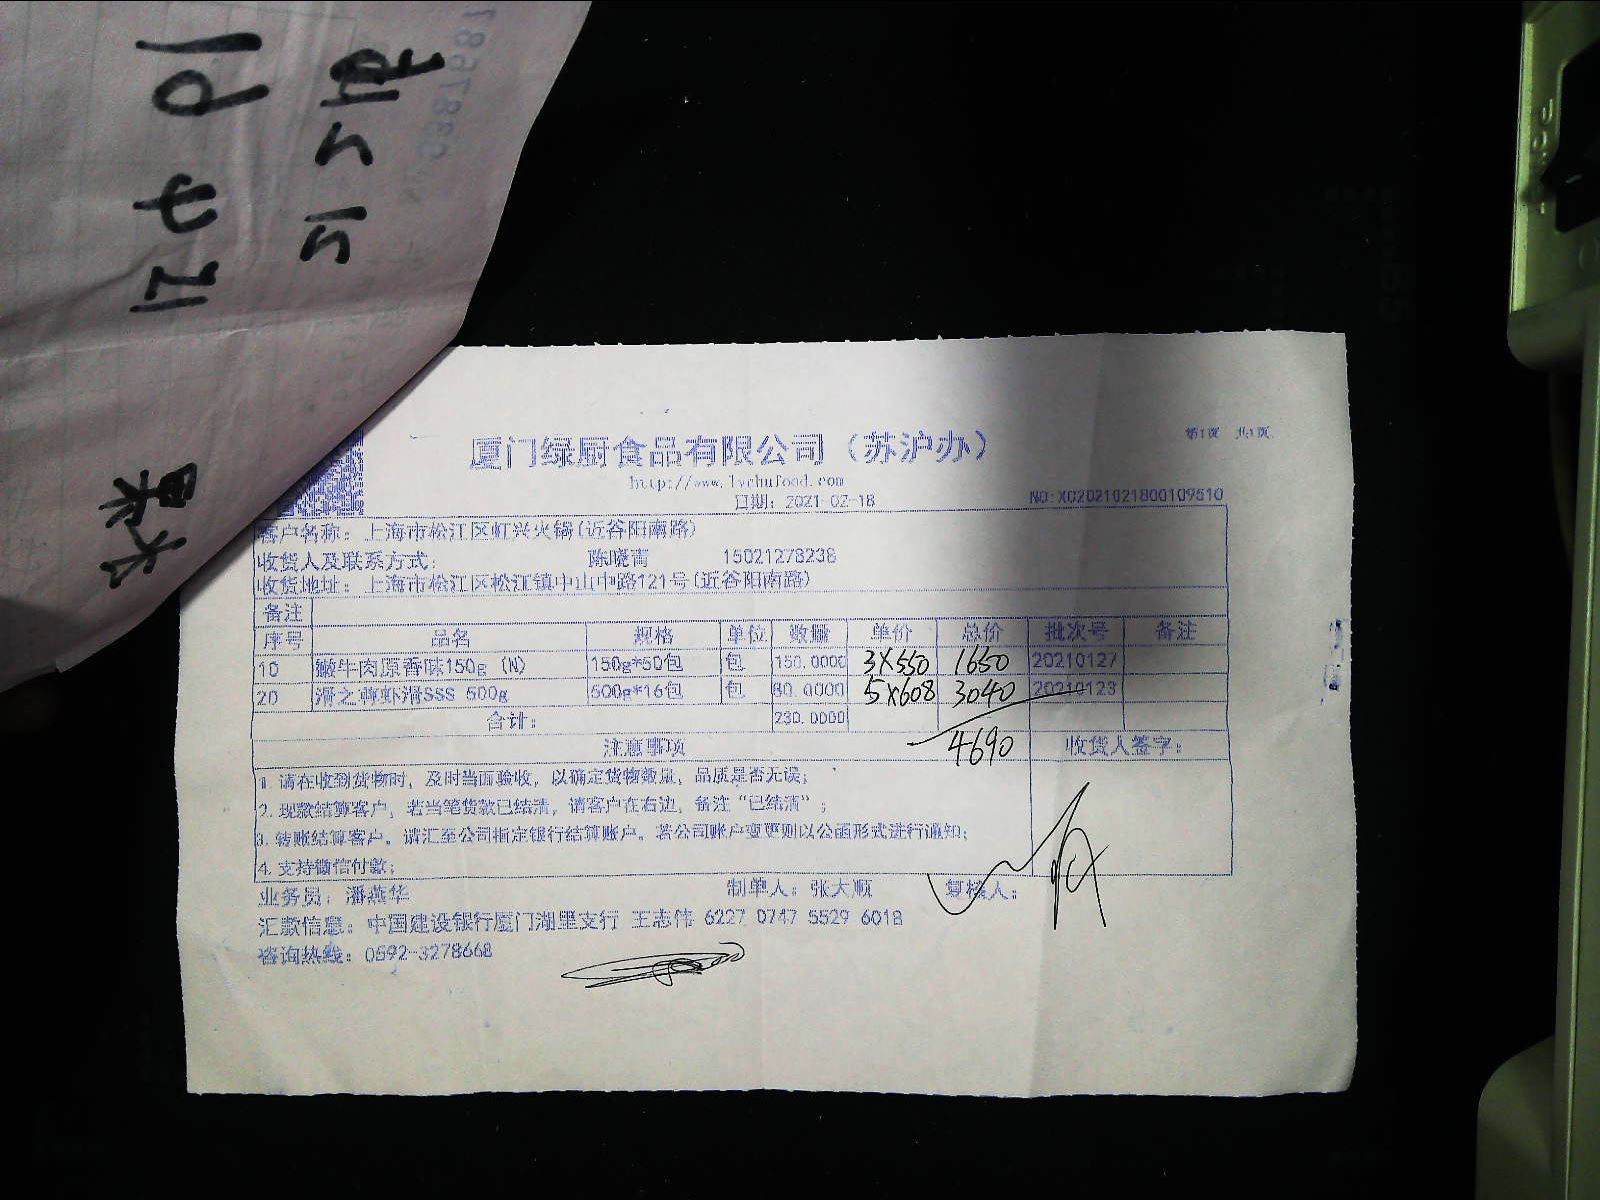 厦门绿厨食品有限公司（苏沪办）
第1页 共1页
http://www.lvchufood.com
日期：2021-02-18
NO:XO2021021800109510
客户名称：上海市松江区虹兴火锅(近谷阳南路)
收货人及联系方式： 陈晓菁 15021278238
收货地址：上海市松江区松江镇中山中路121号(近谷阳南路)
备注
序号 品名 规格 单位 数量 单价 总价 批次号 备注
10 嫩牛肉原香味150g (N) 150g*50包 包 150.0000 3×550 1650 20210127
20 滑之虾滑SSS 500g 500g*16包 包 80.0000 5×608 3040 20210123
合计： 230.0000
4690
注意事项 收货人签字：
1. 请在收到货物时，及时当面验收，以确定货物数量，品质是否无误；
2. 现款结算客户，若当笔货款已结清，请客户在右边，备注“已结清”；
3. 转账结算客户。请汇至公司指定银行结算账户。若公司账户变更则以公函形式进行通知；
4. 支持微信付款；
业务员：潘燕华 制单人：张大顺 复核人：
汇款信息：中国建设银行厦门湖里支行 王志伟 6227 0747 5529 6018
咨询热线：0592-3278668